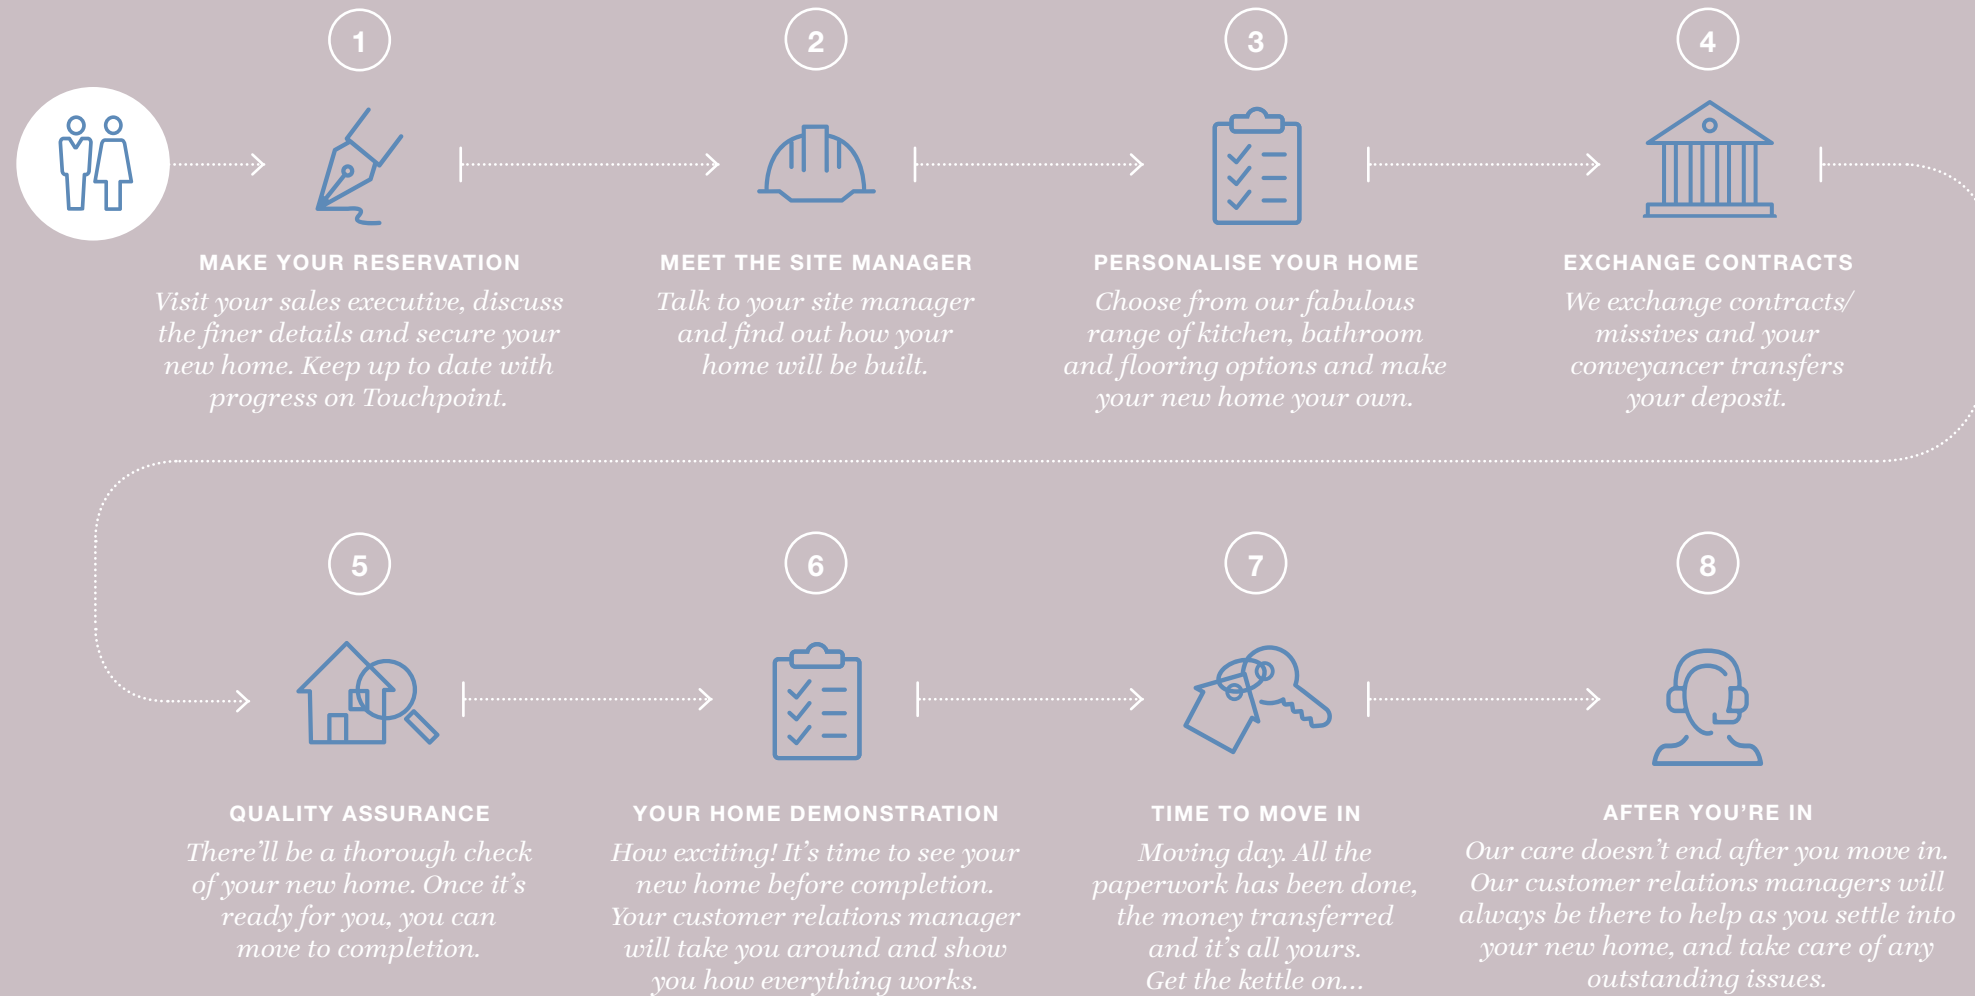 1
MAKE YOUR RESERVATION
Visit your sales executive, discuss
the finer details and secure your
new home. Keep up to date with
progress on Touchpoint.
2
MEET THE SITE MANAGER
Talk to your site manager
and find out how your
home will be built.
3
PERSONALISE YOUR HOME
Choose from our fabulous
range of kitchen, bathroom
and flooring options and make
your new home your own.
4
EXCHANGE CONTRACTS
We exchange contracts/
missives and your
conveyancer transfers
your deposit.
5
QUALITY ASSURANCE
There’ll be a thorough check
of your new home. Once it’s
ready for you, you can
move to completion.
6
YOUR HOME DEMONSTRATION
How exciting! It’s time to see your
new home before completion.
Your customer relations manager
will take you around and show
you how everything works.
7
TIME TO MOVE IN
Moving day. All the
paperwork has been done,
the money transferred
and it’s all yours.
Get the kettle on…
8
AFTER YOU’RE IN
Our care doesn’t end after you move in.
Our customer relations managers will
always be there to help as you settle into
your new home, and take care of any
outstanding issues.